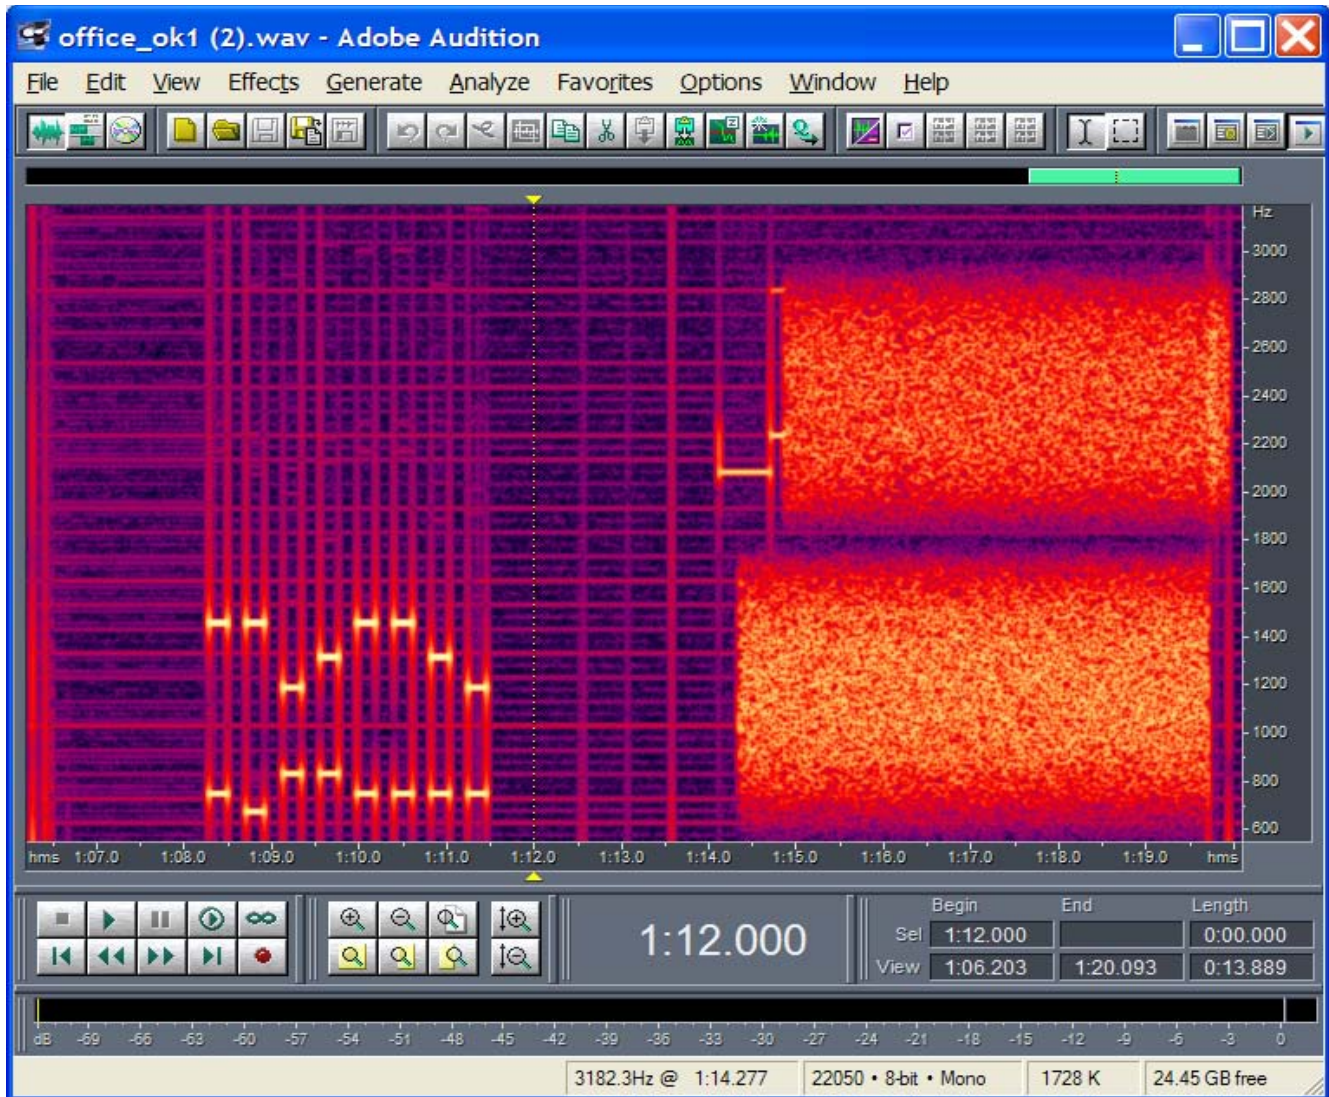 office_ok1 (2).wav - Adobe Audition
File Edit View Effects Generate Analyze Favorites Options Window Help
Hz
3000
2800
2600
2400
2200
2000
1800
1600
1400
1200
1000
800
600
hms 1:07.0 1:08.0 1:09.0 1:10.0 1:11.0 1:12.0 1:13.0 1:14.0 1:15.0 1:16.0 1:17.0 1:18.0 1:19.0 hms
1:12.000
Begin End Length
Sel 1:12.000 0:00.000
View 1:06.203 1:20.093 0:13.889
dB -69 -66 -63 -60 -57 -54 -51 -48 -45 -42 -39 -36 -33 -30 -27 -24 -21 -18 -15 -12 -9 -6 -3 0
3182.3Hz @ 1:14.277 22050 • 8-bit • Mono 1728 K 24.45 GB free